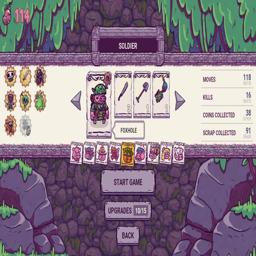 114
SOLDIER
MOVES 118
KILLS 16
COINS COLLECTED 38
SCRAP COLLECTED 91
FOXHOLE
START GAME
UPGRADES 10/15
BACK